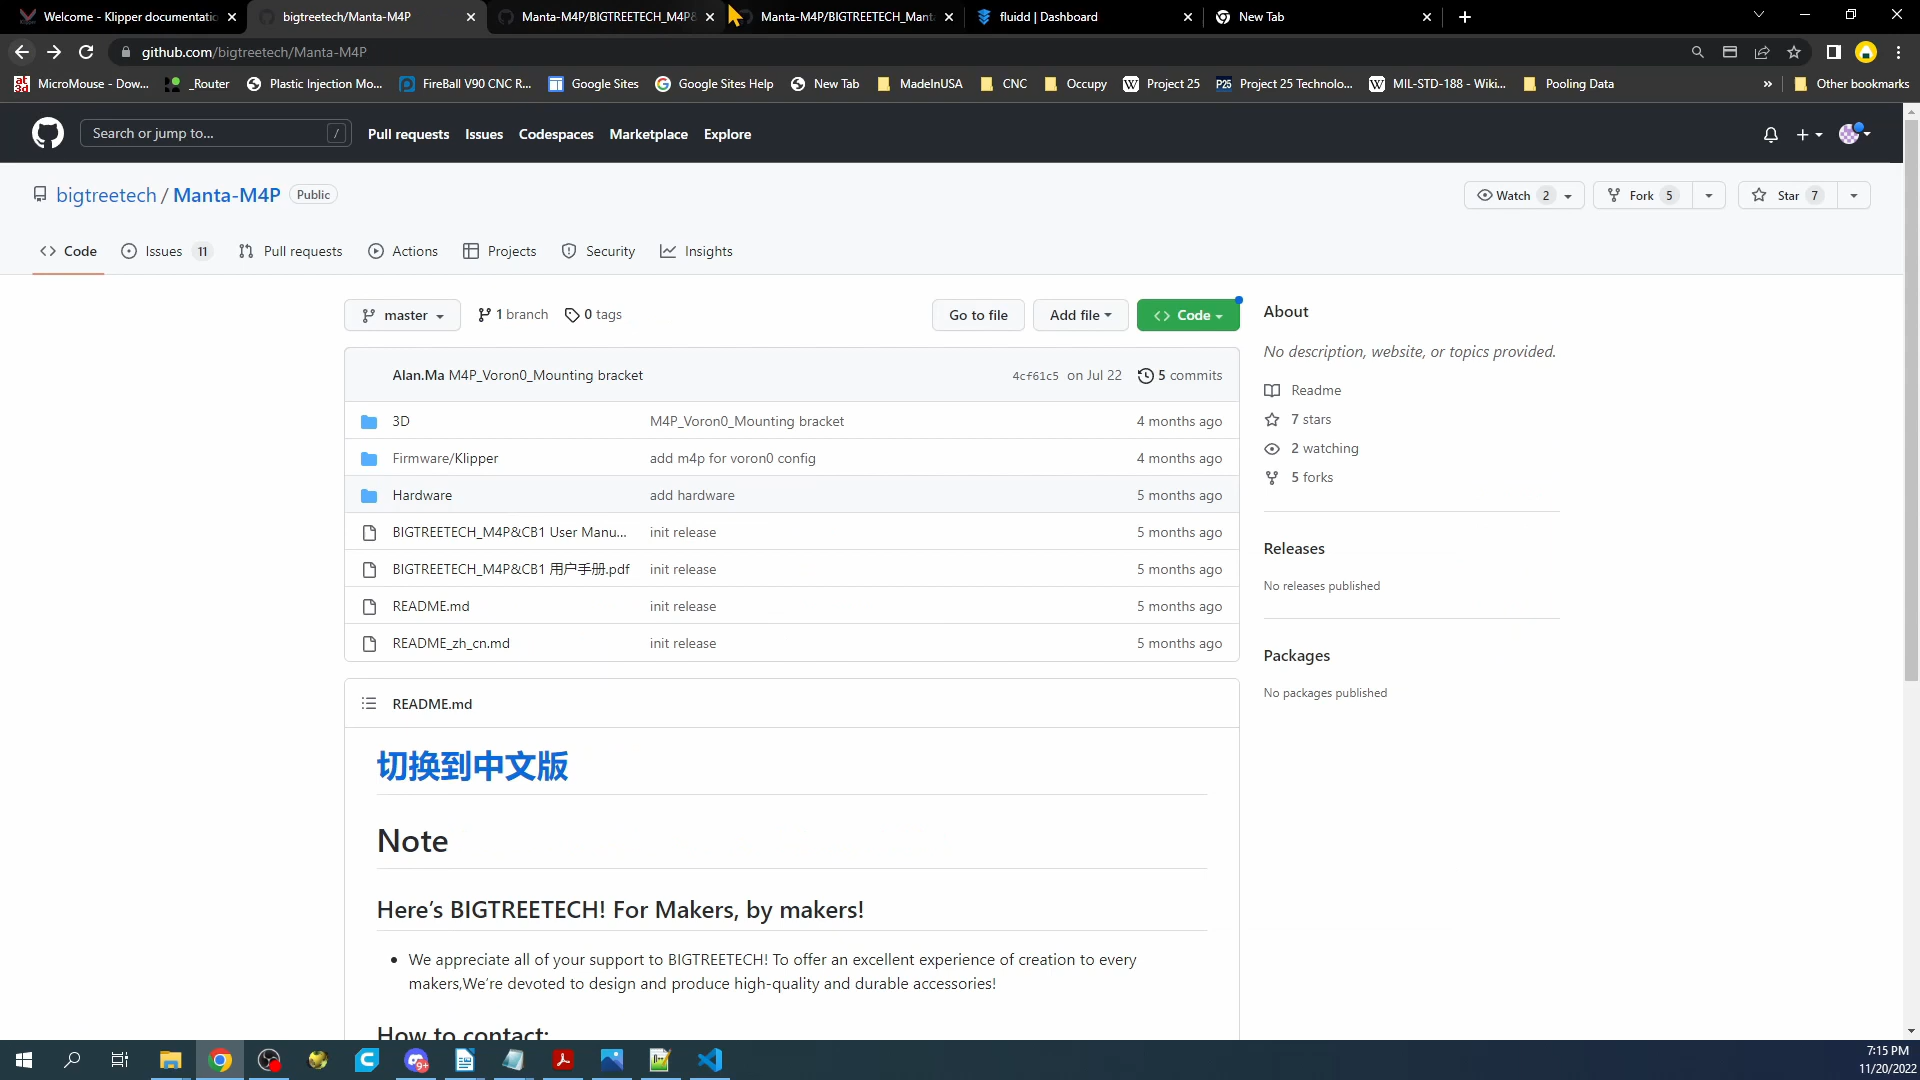 Welcome - Klipper documentatio
bigtreetech/Manta-M4P
Manta-M4P/BIGTREETECH_M4P&
Manta-M4P/BIGTREETECH_Manta
fluidd | Dashboard
New Tab
github.com/bigtreetech/Manta-M4P
MicroMouse - Dow...
_Router
Plastic Injection Mo...
FireBall V90 CNC R...
Google Sites
Google Sites Help
New Tab
MadeInUSA
CNC
Occupy
Project 25
P25
Project 25 Technolo...
MIL-STD-188 - Wiki...
Pooling Data
»
Other bookmarks
Search or jump to...
/
Pull requests
Issues
Codespaces
Marketplace
Explore
bigtreetech / Manta-M4P
Public
Watch 2
Fork 5
Star 7
Code
Issues 11
Pull requests
Actions
Projects
Security
Insights
master
1 branch
0 tags
Go to file
Add file
Code
About
No description, website, or topics provided.
Alan.Ma M4P_Voron0_Mounting bracket
4cf61c5 on Jul 22
5 commits
Readme
3D
M4P_Voron0_Mounting bracket
4 months ago
7 stars
Firmware/Klipper
add m4p for voron0 config
4 months ago
2 watching
Hardware
add hardware
5 months ago
5 forks
BIGTREETECH_M4P&CB1 User Manu...
init release
5 months ago
Releases
BIGTREETECH_M4P&CB1 用户手册.pdf
init release
5 months ago
No releases published
README.md
init release
5 months ago
README_zh_cn.md
init release
5 months ago
Packages
No packages published
README.md
切换到中文版
Note
Here's BIGTREETECH! For Makers, by makers!
We appreciate all of your support to BIGTREETECH! To offer an excellent experience of creation to every
makers,We're devoted to design and produce high-quality and durable accessories!
How to contact:
9+
7:15 PM
11/20/2022